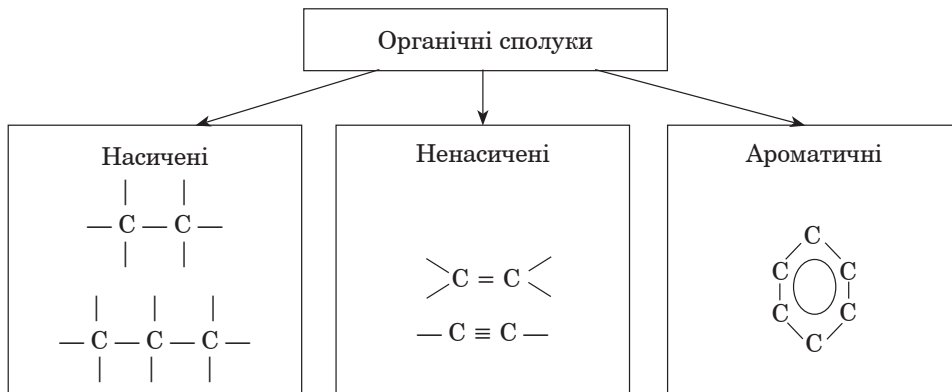 Органічні сполуки
Насичені
Ненасичені
Ароматичні
— C — C —
— C — C — C —
C = C
— C ≡ C —
C
C C
C C
C